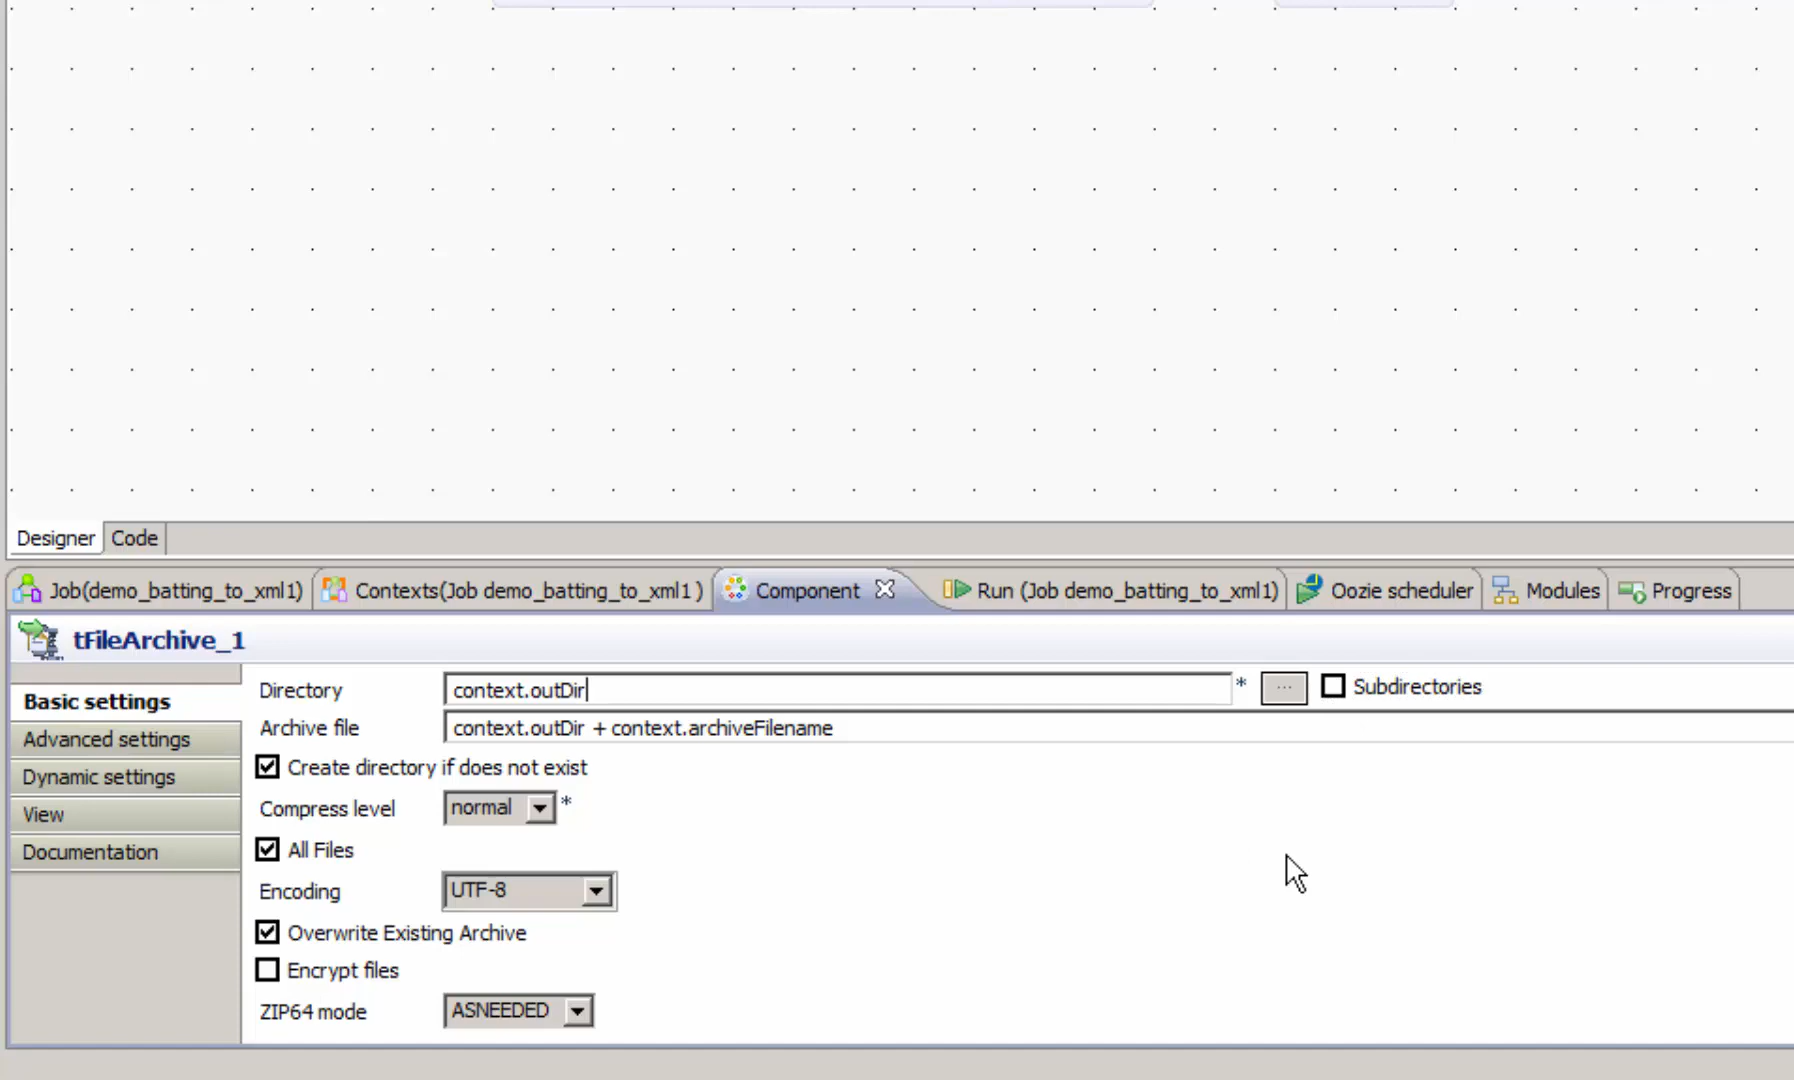 Designer Code
Job(demo_batting_to_xml1) Contexts(Job demo_batting_to_xml1 ) Component Run (Job demo_batting_to_xml1) Oozie scheduler Modules Progress
tFileArchive_1
Basic settings
Advanced settings
Dynamic settings
View
Documentation
Directory context.outDir * ... Subdirectories
Archive file context.outDir + context.archiveFilename
Create directory if does not exist
Compress level normal *
All Files
Encoding UTF-8
Overwrite Existing Archive
Encrypt files
ZIP64 mode ASNEEDED